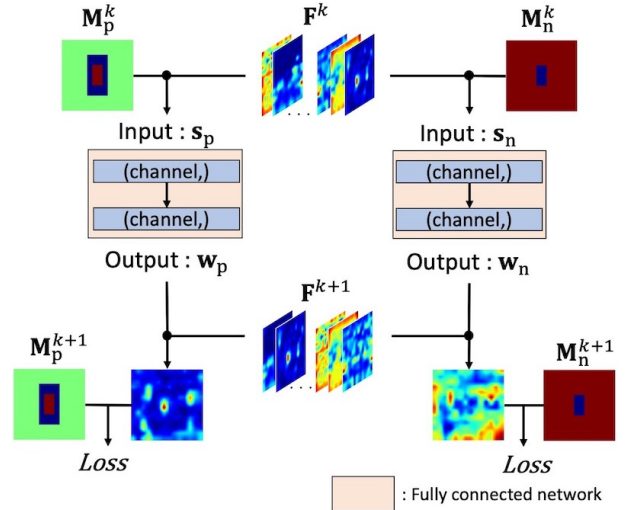 M_p^k
F^k
M_n^k
. . .
Input : s_p
Input : s_n
(channel,)
(channel,)
(channel,)
(channel,)
Output : w_p
Output : w_n
F^{k+1}
M_p^{k+1}
M_n^{k+1}
. . .
Loss
Loss
: Fully connected network